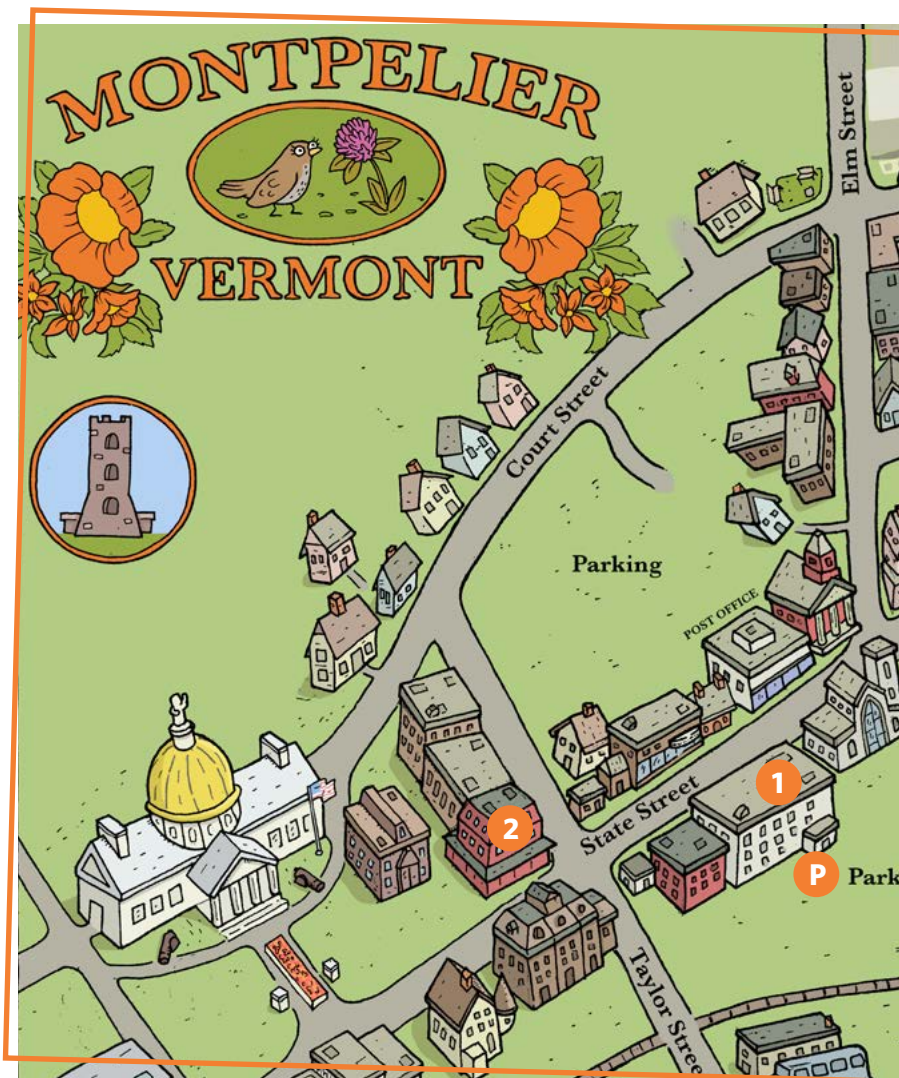 MONTPELIER
VERMONT
Elm Street
Court Street
Parking
POST OFFICE
State Street
1
2
P
Park
Taylor Stree